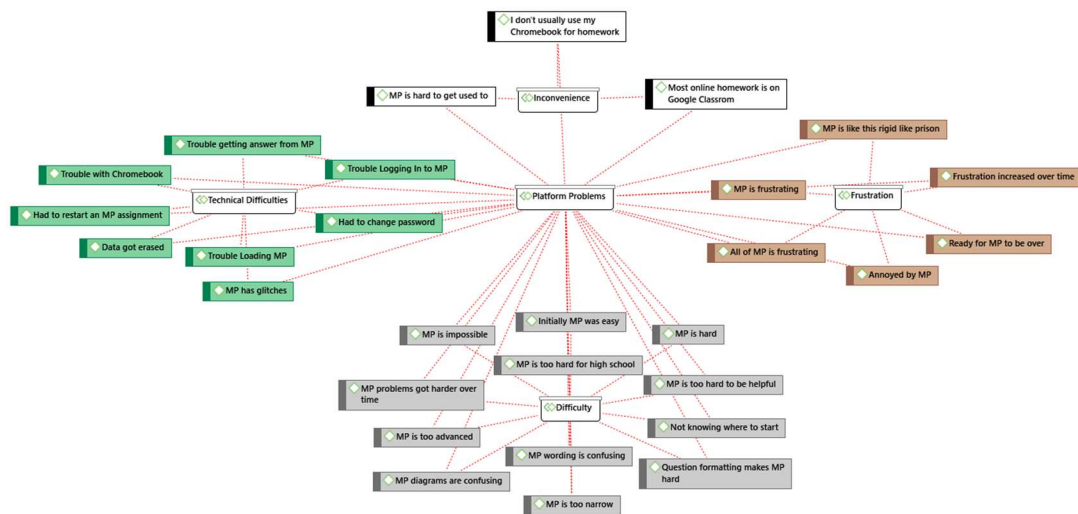 I don't usually use my
Chromebook for homework
MP is hard to get used to
Inconvenience
Most online homework is on
Google Classrom
MP is like this rigid like prison
Trouble getting answer from MP
Trouble Logging In to MP
Trouble with Chromebook
Frustration increased over time
MP is frustrating
Technical Difficulties
Platform Problems
Frustration
Had to restart an MP assignment
Had to change password
Data got erased
Trouble Loading MP
All of MP is frustrating
Ready for MP to be over
Annoyed by MP
MP has glitches
Initially MP was easy
MP is impossible
MP is hard
MP is too hard for high school
MP problems got harder over
time
MP is too hard to be helpful
Difficulty
Not knowing where to start
MP is too advanced
MP wording is confusing
Question formatting makes MP
hard
MP diagrams are confusing
MP is too narrow